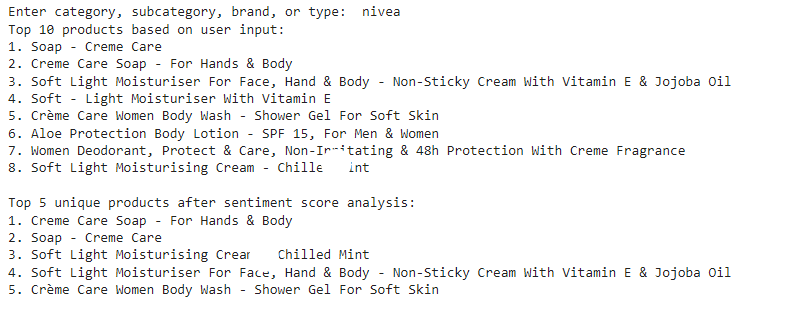 Enter category, subcategory, brand, or type: nivea
Top 10 products based on user input:
1. Soap - Creme Care
2. Creme Care Soap - For Hands & Body
3. Soft Light Moisturiser For Face, Hand & Body - Non-Sticky Cream With Vitamin E & Jojoba Oil
4. Soft - Light Moisturiser With Vitamin E
5. Crème Care Women Body Wash - Shower Gel For Soft Skin
6. Aloe Protection Body Lotion - SPF 15, For Men & Women
7. Women Deodorant, Protect & Care, Non-Irritating & 48h Protection With Creme Fragrance
8. Soft Light Moisturising Cream - Chilled Mint
Top 5 unique products after sentiment score analysis:
1. Creme Care Soap - For Hands & Body
2. Soap - Creme Care
3. Soft Light Moisturising Cream Chilled Mint
4. Soft Light Moisturiser For Face, Hand & Body - Non-Sticky Cream With Vitamin E & Jojoba Oil
5. Crème Care Women Body Wash - Shower Gel For Soft Skin